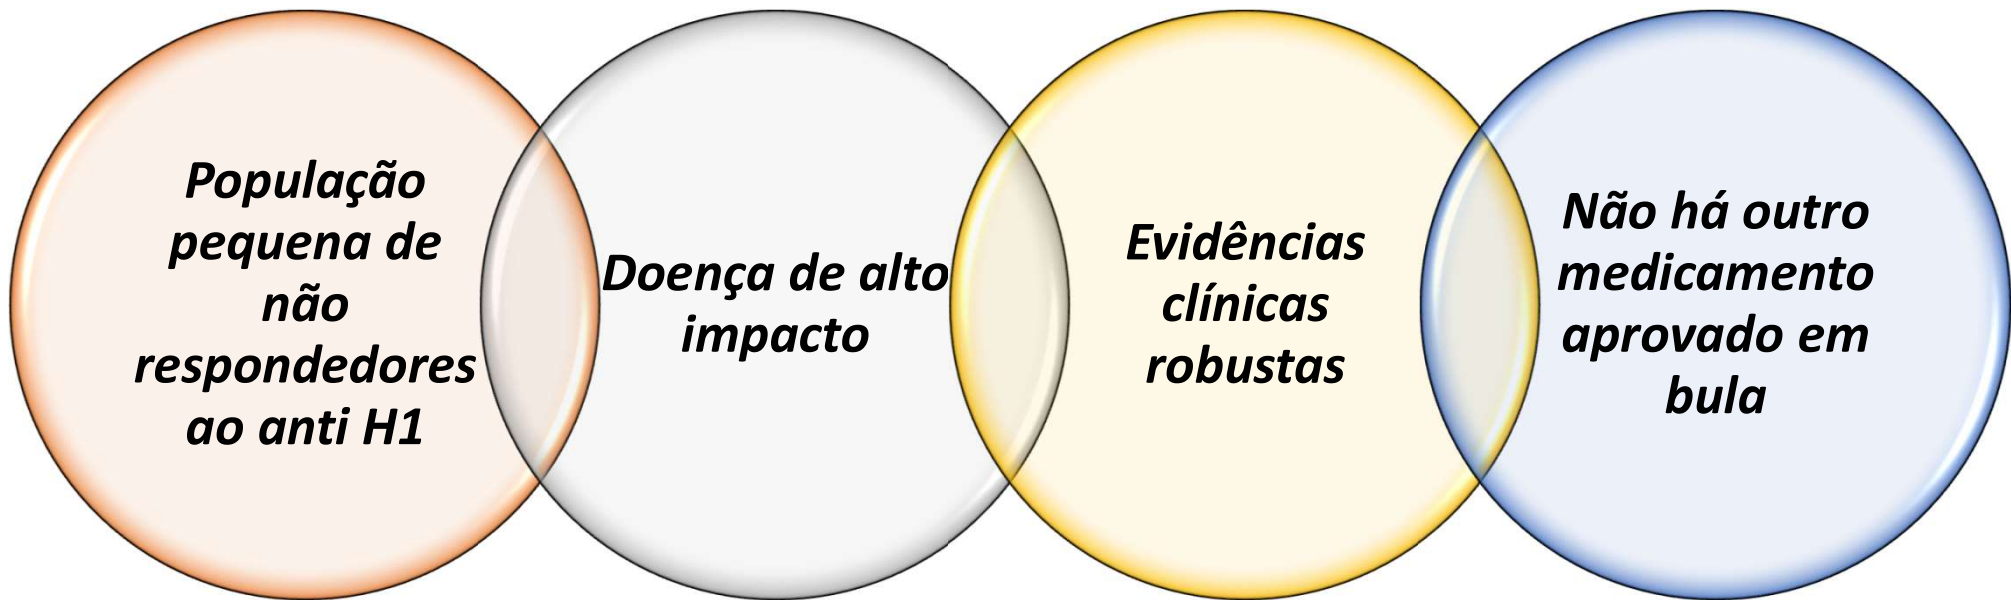 População
pequena de
não
respondedores
ao anti H1
Doença de alto
impacto
Evidências
clínicas
robustas
Não há outro
medicamento
aprovado em
bula